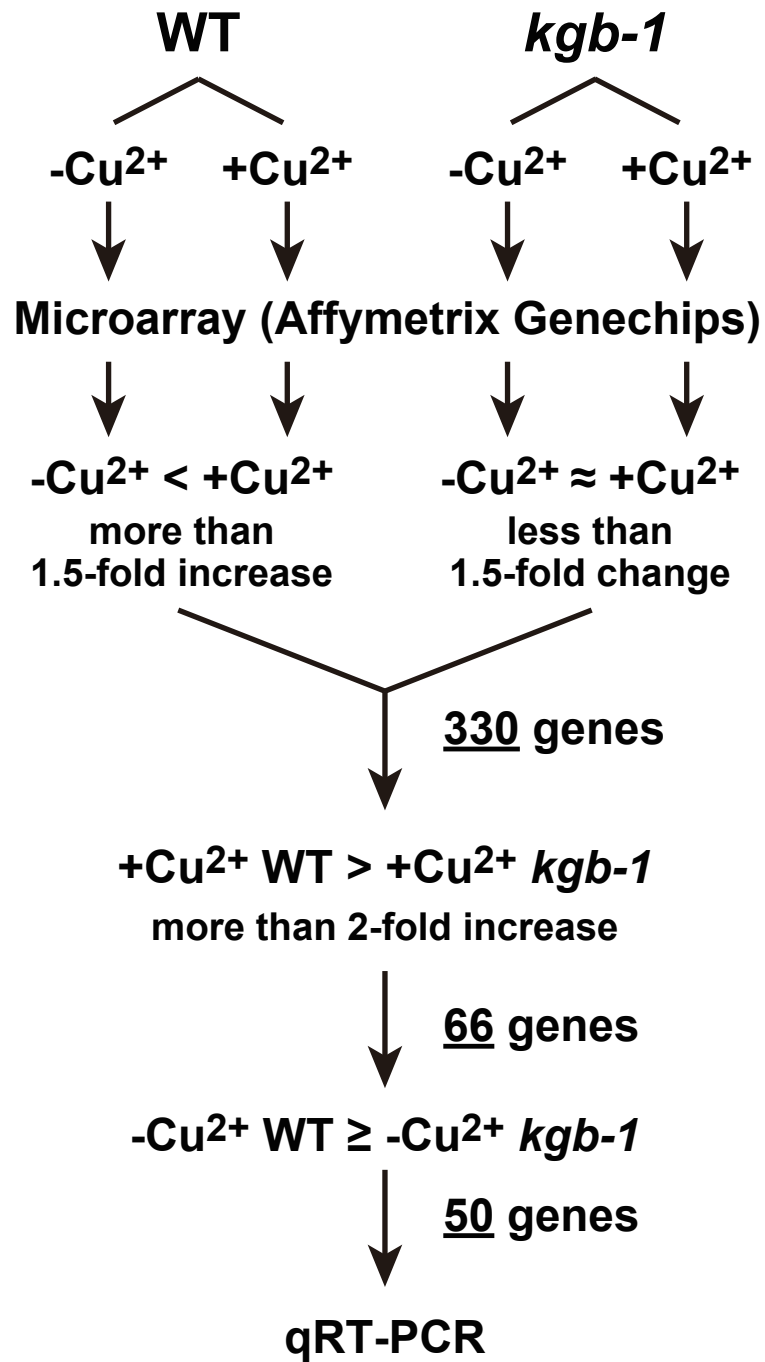 WT kgb-1
-Cu²⁺ +Cu²⁺ -Cu²⁺ +Cu²⁺
Microarray (Affymetrix Genechips)
-Cu²⁺ < +Cu²⁺ -Cu²⁺ ≈ +Cu²⁺
more than less than
1.5-fold increase 1.5-fold change
330 genes
+Cu²⁺ WT > +Cu²⁺ kgb-1
more than 2-fold increase
66 genes
-Cu²⁺ WT ≥ -Cu²⁺ kgb-1
50 genes
qRT-PCR